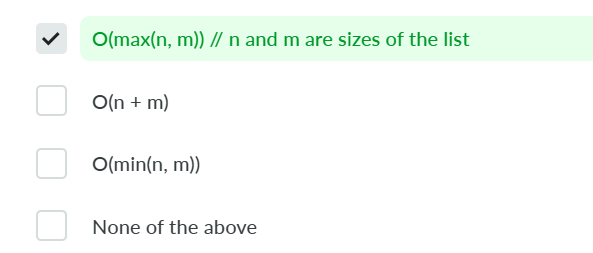 O(max(n, m)) // n and m are sizes of the list
O(n + m)
O(min(n, m))
None of the above